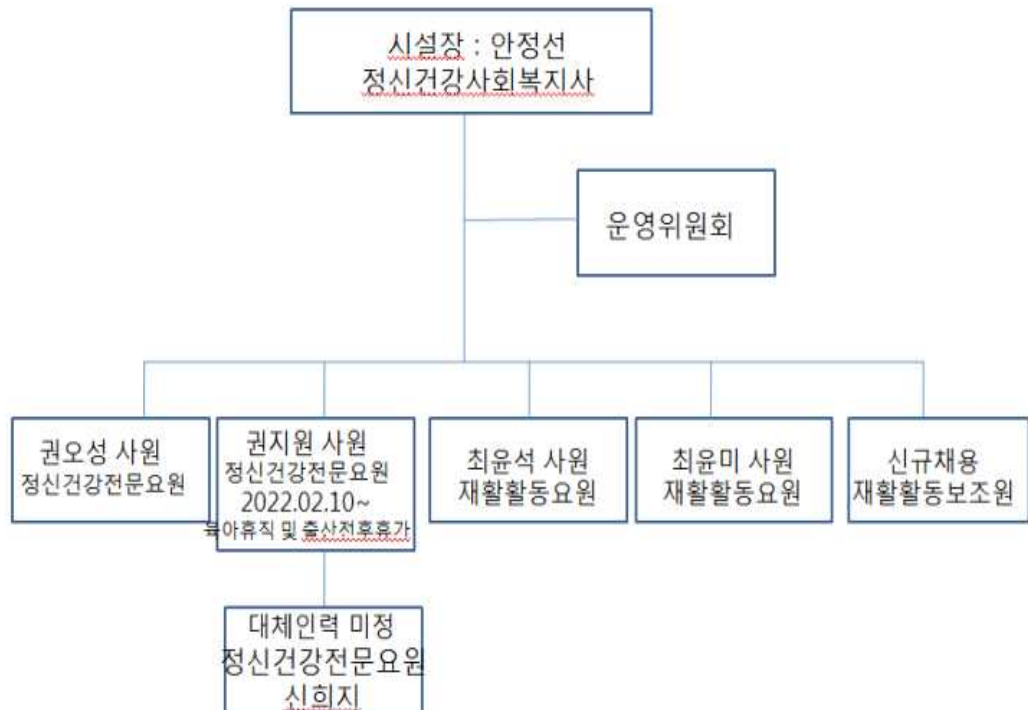 시설장 : 안정선
정신건강사회복지사
운영위원회
권오성 사원
정신건강전문요원
권지원 사원
정신건강전문요원
2022.02.10~
육아휴직 및 출산전후휴가
최윤석 사원
재활활동요원
최윤미 사원
재활활동요원
신규채용
재활활동보조원
대체인력 미정
정신건강전문요원
신희지